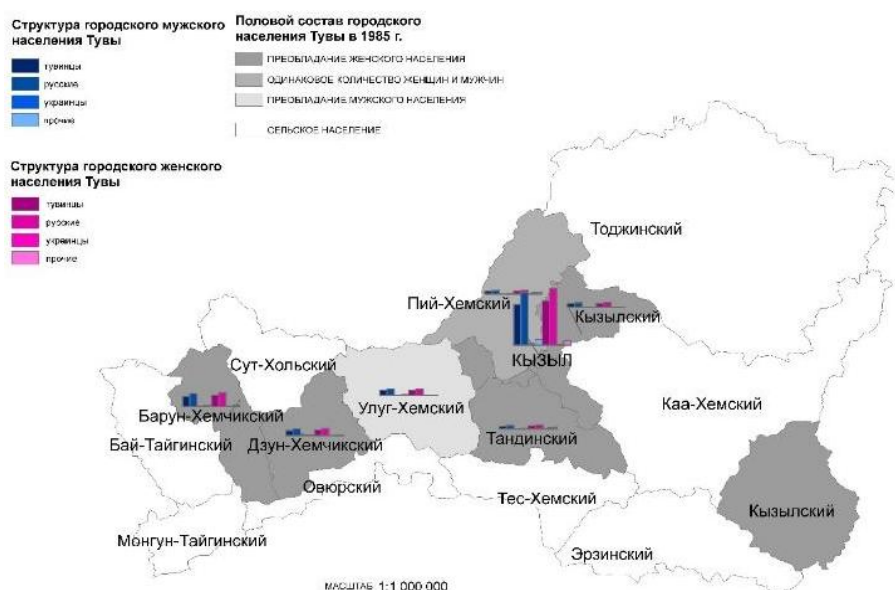 Структура городского мужского
населения Тувы
тувинцы
русские
украинцы
прочие
Половой состав городского
населения Тувы в 1985 г.
ПРЕОБЛАДАНИЕ ЖЕНСКОГО НАСЕЛЕНИЯ
ОДИНАКОВОЕ КОЛИЧЕСТВО ЖЕНЩИН И МУЖЧИН
ПРЕОБЛАДАНИЕ МУЖСКОГО НАСЕЛЕНИЯ
СЕЛЬСКОЕ НАСЕЛЕНИЕ
Структура городского женского
населения Тувы
тувинцы
русские
украинцы
прочие
Тоджинский
Пий-Хемский
Кызылский
КЫЗЫЛ
Сут-Хольский
Каа-Хемский
Улуг-Хемский
Барун-Хемчикский
Тандинский
Бай-Тайгинский
Дзун-Хемчикский
Овюрский
Тес-Хемский
Кызылский
Монгун-Тайгинский
Эрзинский
МАСШТАБ 1:1 000 000